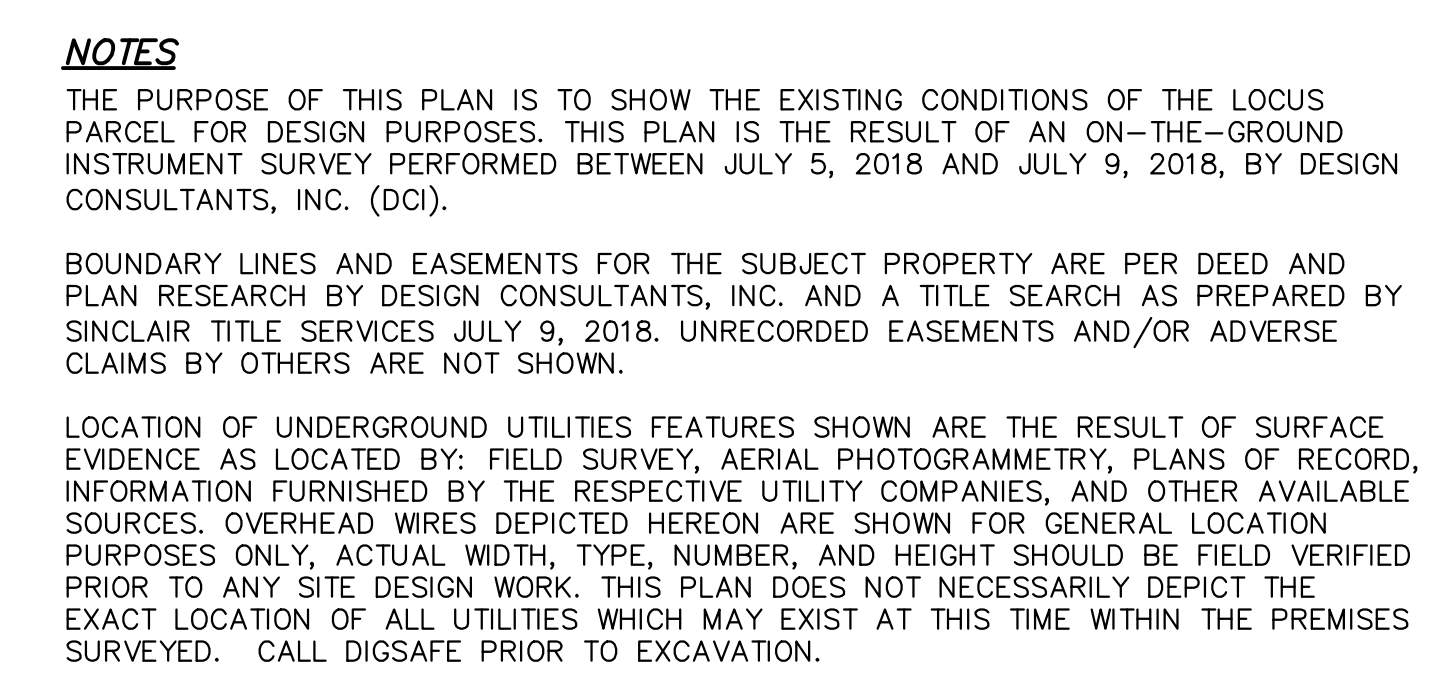 NOTES
THE PURPOSE OF THIS PLAN IS TO SHOW THE EXISTING CONDITIONS OF THE LOCUS
PARCEL FOR DESIGN PURPOSES. THIS PLAN IS THE RESULT OF AN ON-THE-GROUND
INSTRUMENT SURVEY PERFORMED BETWEEN JULY 5, 2018 AND JULY 9, 2018, BY DESIGN
CONSULTANTS, INC. (DCI).
BOUNDARY LINES AND EASEMENTS FOR THE SUBJECT PROPERTY ARE PER DEED AND
PLAN RESEARCH BY DESIGN CONSULTANTS, INC. AND A TITLE SEARCH AS PREPARED BY
SINCLAIR TITLE SERVICES JULY 9, 2018. UNRECORDED EASEMENTS AND/OR ADVERSE
CLAIMS BY OTHERS ARE NOT SHOWN.
LOCATION OF UNDERGROUND UTILITIES FEATURES SHOWN ARE THE RESULT OF SURFACE
EVIDENCE AS LOCATED BY: FIELD SURVEY, AERIAL PHOTOGRAMMETRY, PLANS OF RECORD,
INFORMATION FURNISHED BY THE RESPECTIVE UTILITY COMPANIES, AND OTHER AVAILABLE
SOURCES. OVERHEAD WIRES DEPICTED HEREON ARE SHOWN FOR GENERAL LOCATION
PURPOSES ONLY, ACTUAL WIDTH, TYPE, NUMBER, AND HEIGHT SHOULD BE FIELD VERIFIED
PRIOR TO ANY SITE DESIGN WORK. THIS PLAN DOES NOT NECESSARILY DEPICT THE
EXACT LOCATION OF ALL UTILITIES WHICH MAY EXIST AT THIS TIME WITHIN THE PREMISES
SURVEYED. CALL DIGSAFE PRIOR TO EXCAVATION.